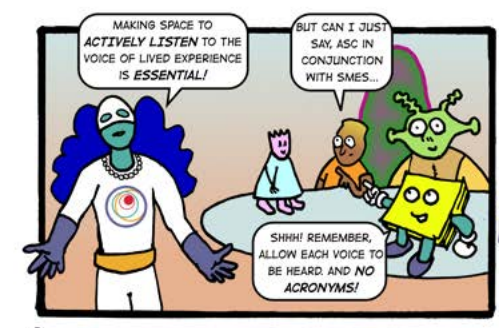 MAKING SPACE TO
ACTIVELY LISTEN TO THE
VOICE OF LIVED EXPERIENCE
IS ESSENTIAL!
BUT CAN I JUST
SAY, ASC IN
CONJUNCTION
WITH SMES...
SHHH! REMEMBER,
ALLOW EACH VOICE TO
BE HEARD. AND NO
ACRONYMS!